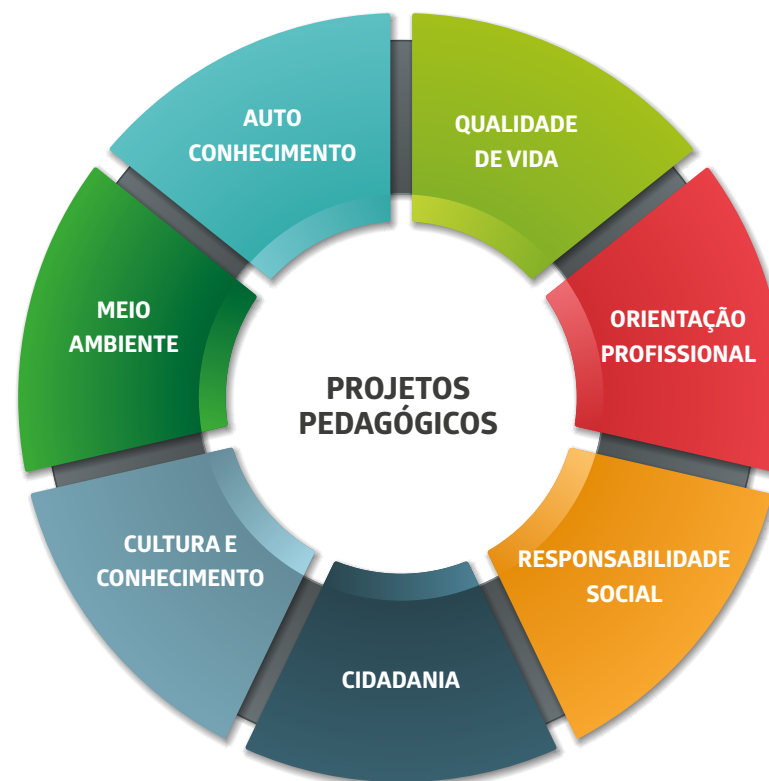 AUTO
CONHECIMENTO
QUALIDADE
DE VIDA
MEIO
AMBIENTE
ORIENTAÇÃO
PROFISSIONAL
PROJETOS
PEDAGÓGICOS
CULTURA E
CONHECIMENTO
RESPONSABILIDADE
SOCIAL
CIDADANIA